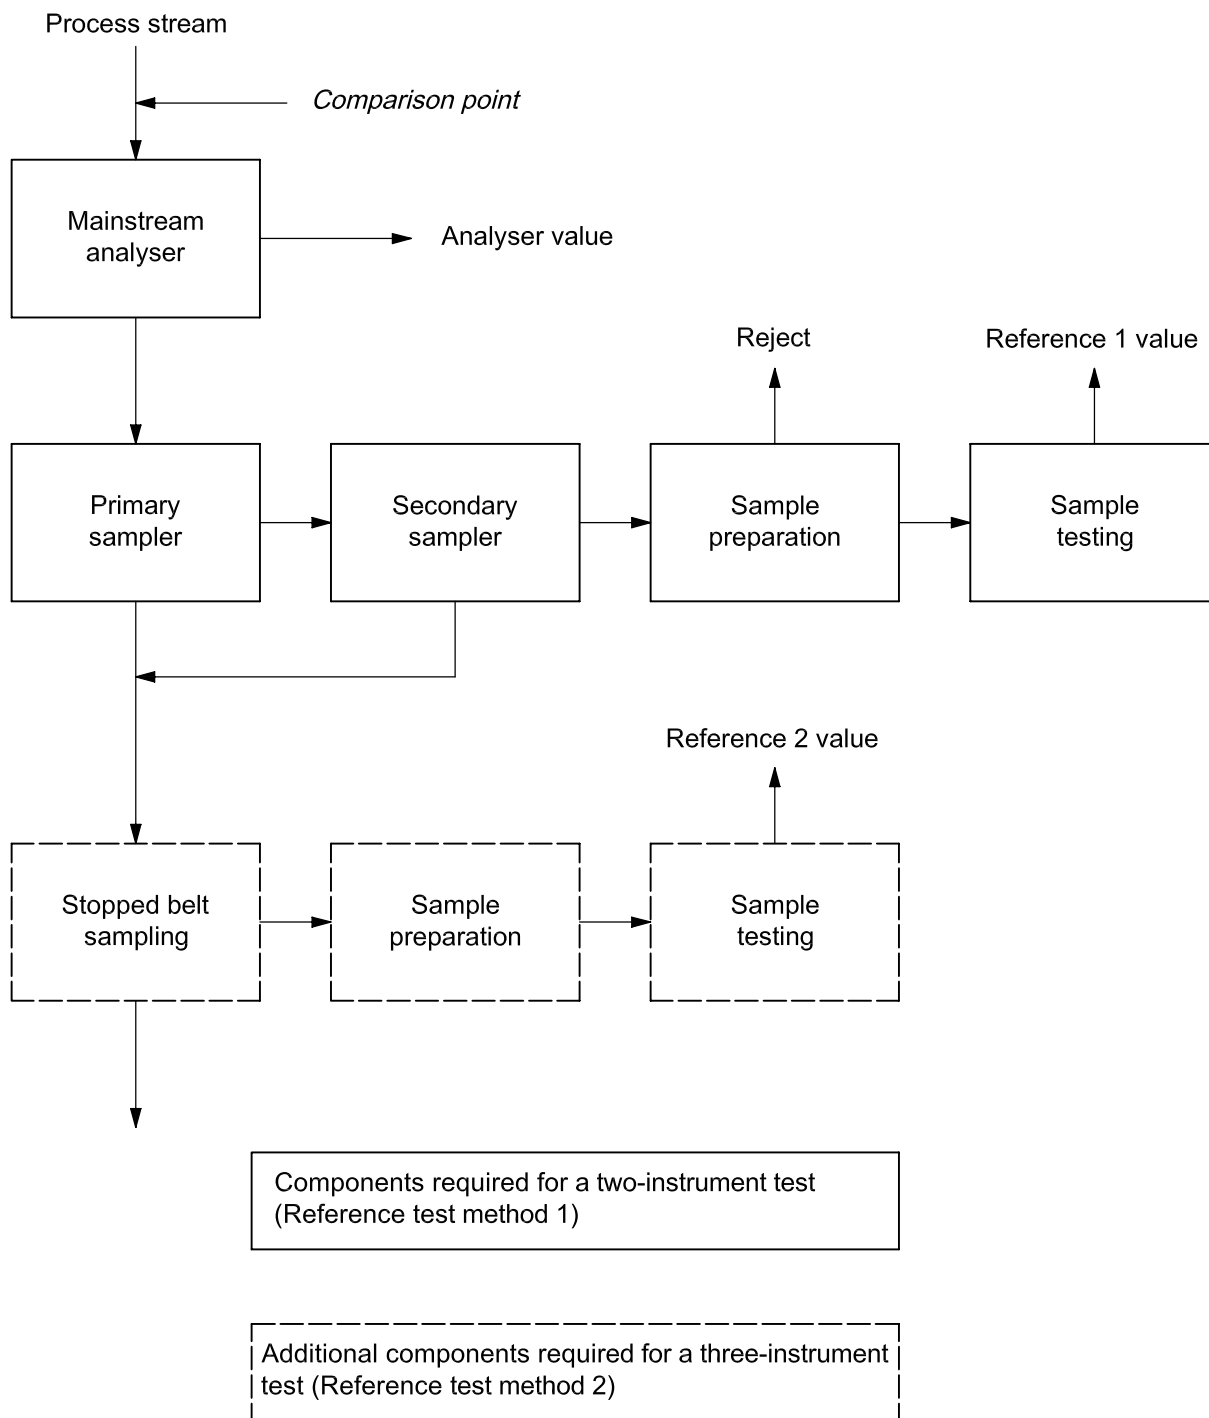 Process stream
Comparison point
Mainstream
analyser
Analyser value
Reject
Reference 1 value
Primary
sampler
Secondary
sampler
Sample
preparation
Sample
testing
Reference 2 value
Stopped belt
sampling
Sample
preparation
Sample
testing
Components required for a two-instrument test
(Reference test method 1)
Additional components required for a three-instrument
test (Reference test method 2)